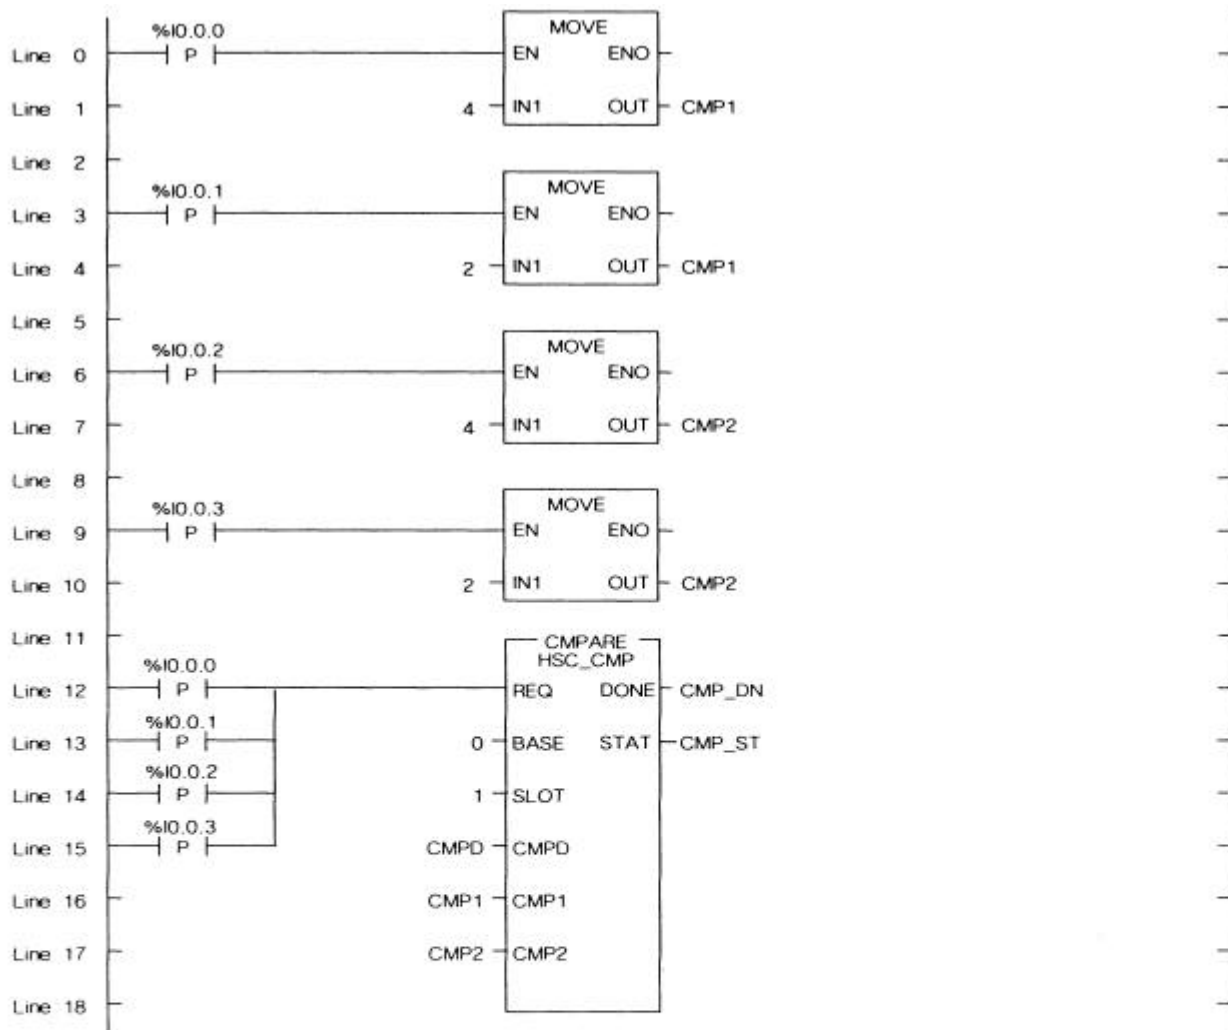 %I0.0.0 MOVE
Line 0 P EN ENO
Line 1 4 IN1 OUT CMP1
Line 2
%I0.0.1 MOVE
Line 3 P EN ENO
Line 4 2 IN1 OUT CMP1
Line 5
%I0.0.2 MOVE
Line 6 P EN ENO
Line 7 4 IN1 OUT CMP2
Line 8
%I0.0.3 MOVE
Line 9 P EN ENO
Line 10 2 IN1 OUT CMP2
Line 11 CMPARE
%I0.0.0 HSC_CMP
Line 12 P REQ DONE CMP_DN
%I0.0.1
Line 13 P 0 BASE STAT CMP_ST
%I0.0.2
Line 14 P 1 SLOT
%I0.0.3
Line 15 P CMPD CMPD
Line 16 CMP1 CMP1
Line 17 CMP2 CMP2
Line 18